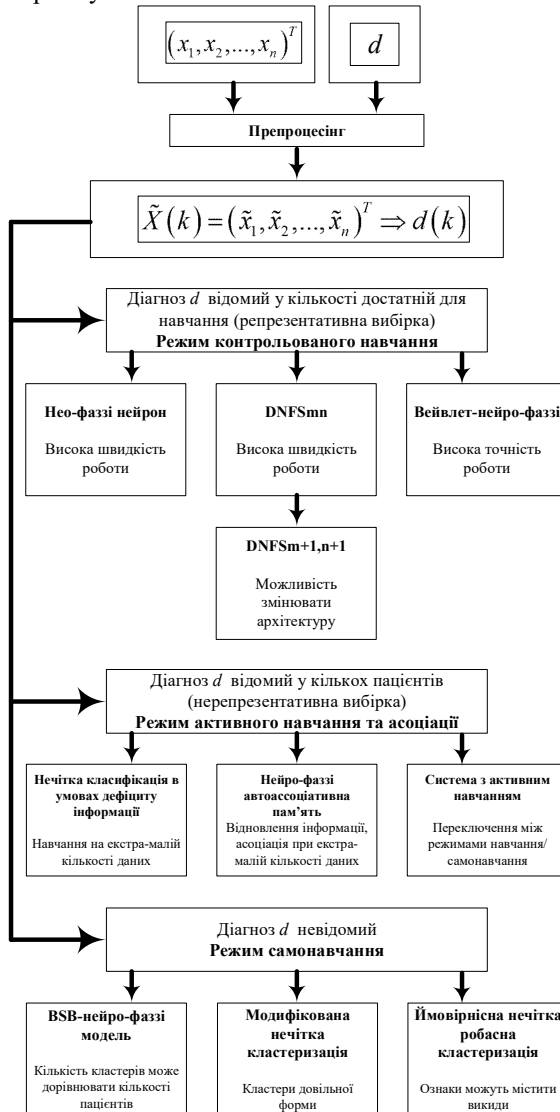 (x₁, x₂,..., xₙ)ᵀ
d
Препроцесінг
X̃(k) = (x̃₁, x̃₂,..., x̃ₙ)ᵀ ⇒ d(k)
Діагноз d відомий у кількості достатній для
навчання (репрезентативна вибірка)
Режим контрольованого навчання
Нео-фаззі нейрон
Висока швидкість
роботи
DNFSmn
Висока швидкість
роботи
Вейвлет-нейро-фаззі
Висока точність
роботи
DNFSm+1,n+1
Можливість
змінювати
архітектуру
Діагноз d відомий у кількох пацієнтів
(нерепрезентативна вибірка)
Режим активного навчання та асоціації
Нечітка класифікація в
умовах дефіциту
інформації
Навчання на екстра-малій
кількості даних
Нейро-фаззі
автоассоціативна
пам’ять
Відновлення інформації,
асоціація при екстра-
малій кількості даних
Система з активним
навчанням
Переключення між
режимами навчання/
самонавчання
Діагноз d невідомий
Режим самонавчання
BSB-нейро-фаззі
модель
Кількість кластерів може
дорівнювати кількості
пацієнтів
Модифікована
нечітка
кластеризація
Кластери довільної
форми
Ймовірнісна нечітка
робасна
кластеризація
Ознаки можуть містити
викиди